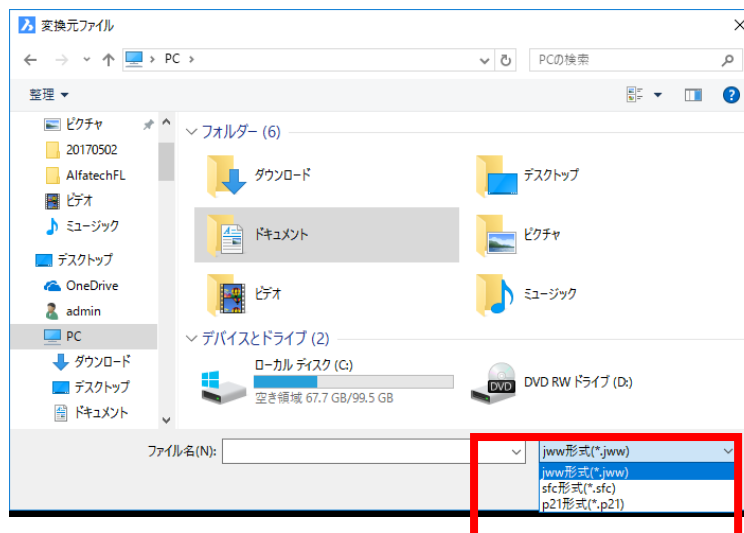 変換元ファイル
PC
PCの検索
整理
ピクチャ
20170502
AlfatechFL
ビデオ
ミュージック
デスクトップ
OneDrive
admin
PC
ダウンロード
デスクトップ
ドキュメント
フォルダー (6)
ダウンロード
デスクトップ
ドキュメント
ピクチャ
ビデオ
ミュージック
デバイスとドライブ (2)
ローカル ディスク (C:)
空き領域 67.7 GB/99.5 GB
DVD
DVD RW ドライブ (D:)
ファイル名(N):
jww形式(*.jww)
jww形式(*.jww)
sfc形式(*.sfc)
p21形式(*.p21)